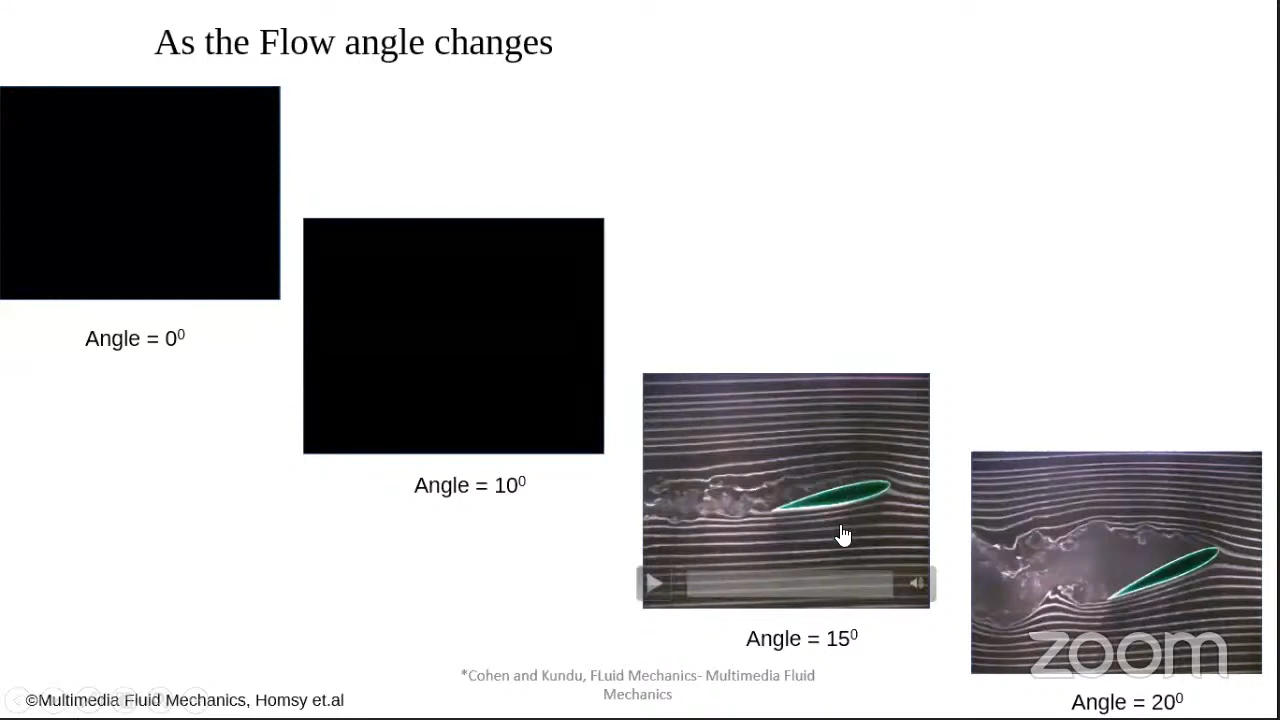 As the Flow angle changes
Angle = 0⁰
Angle = 10⁰
Angle = 15⁰
zoom
*Cohen and Kundu, FLuid Mechanics- Multimedia Fluid
Mechanics
©Multimedia Fluid Mechanics, Homsy et.al
Angle = 20⁰